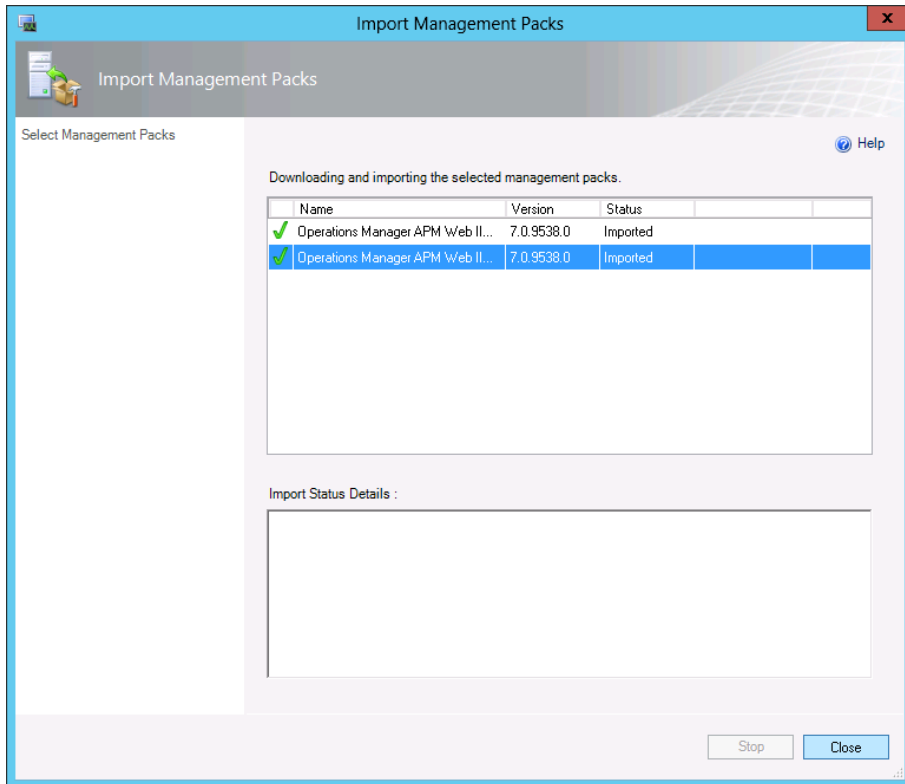 Import Management Packs
x
Import Management Packs
Select Management Packs
Help
Downloading and importing the selected management packs.
Name Version Status
Operations Manager APM Web II... 7.0.9538.0 Imported
Operations Manager APM Web II... 7.0.9538.0 Imported
Import Status Details :
Stop Close